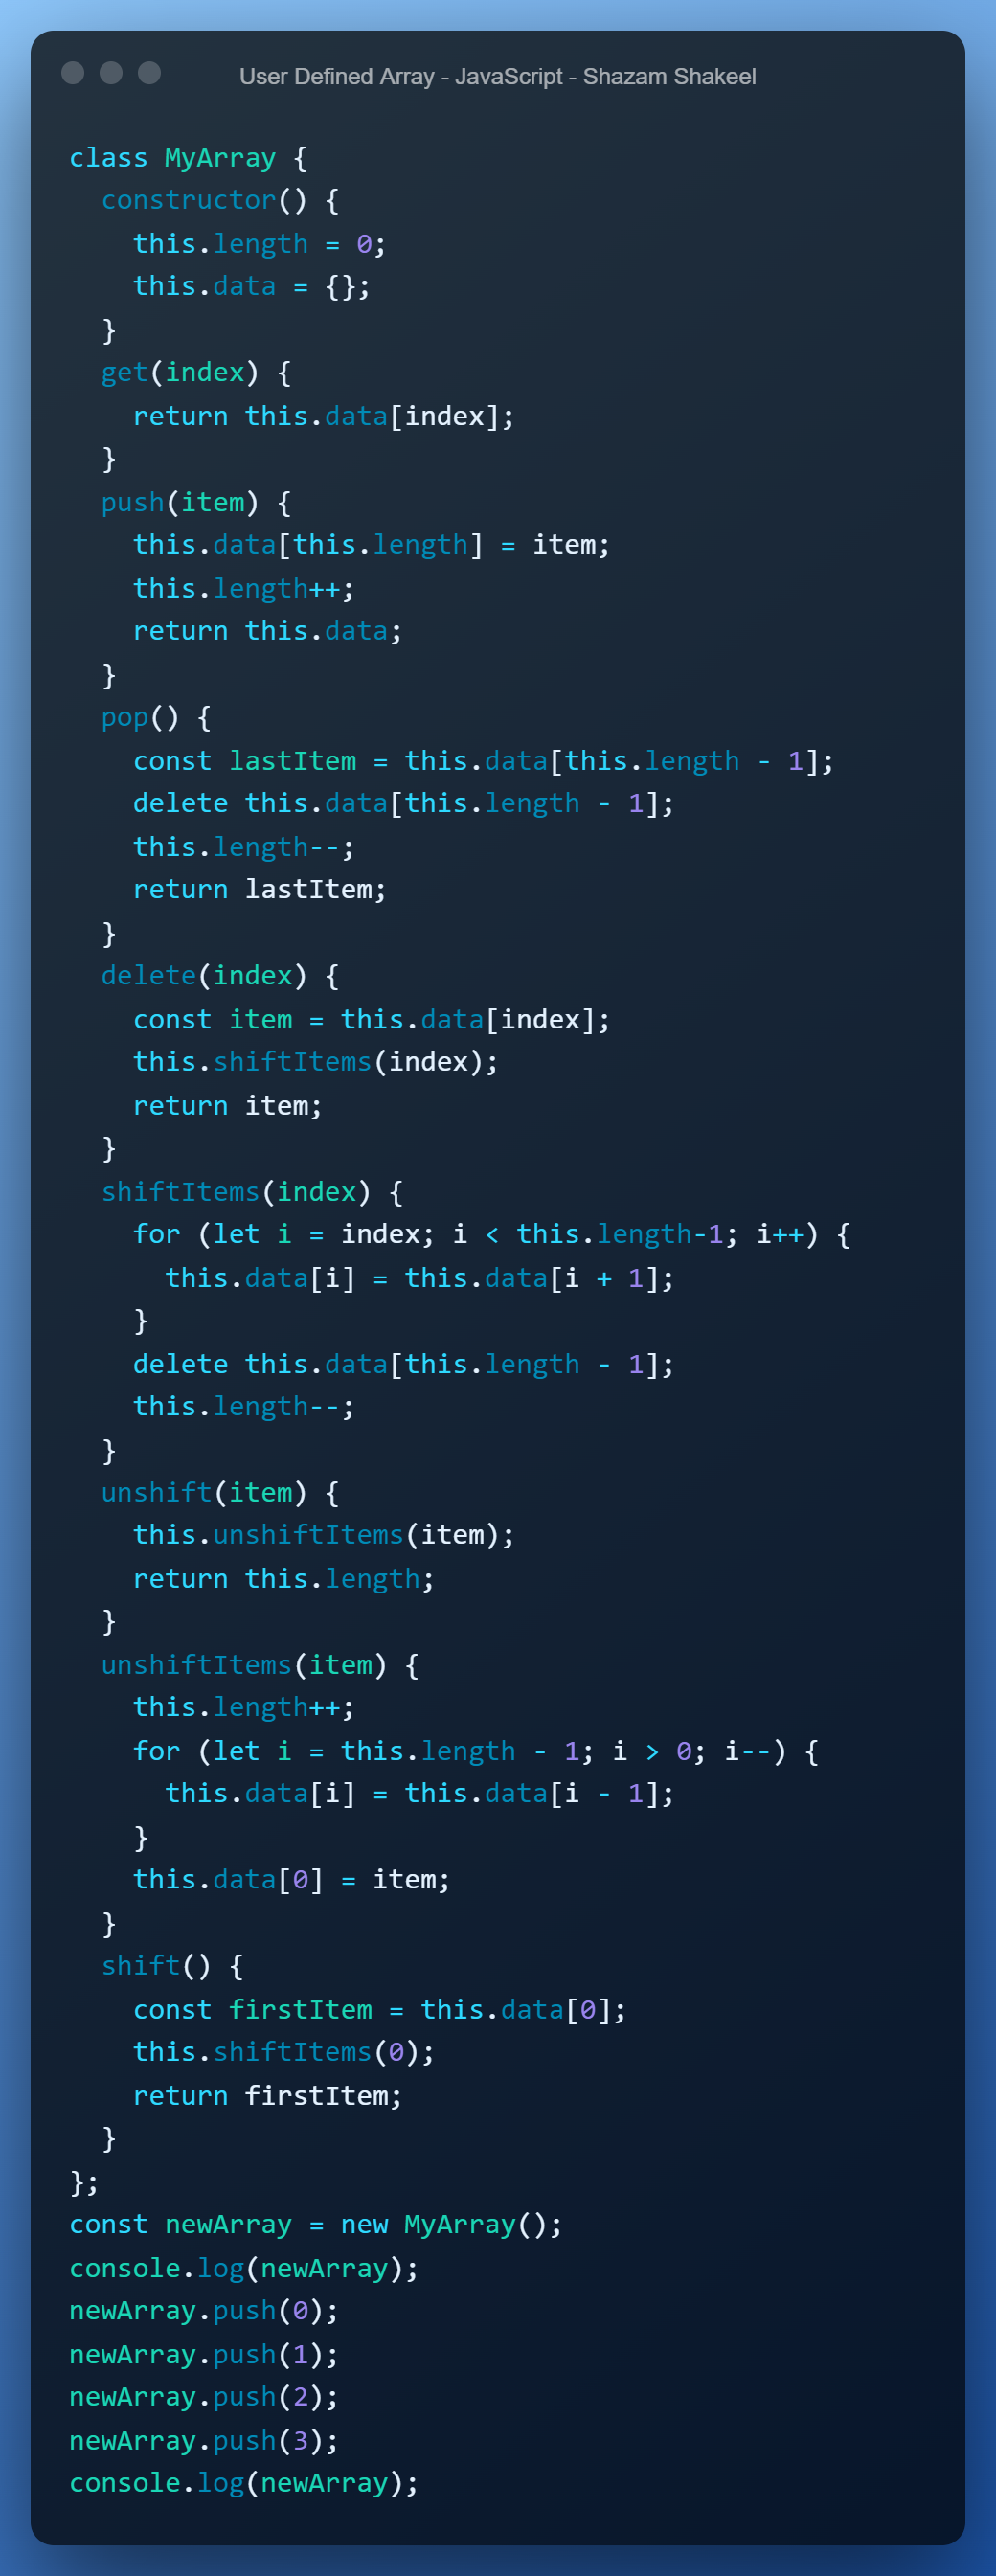 User Defined Array - JavaScript - Shazam Shakeel
class MyArray {
  constructor() {
    this.length = 0;
    this.data = {};
  }
  get(index) {
    return this.data[index];
  }
  push(item) {
    this.data[this.length] = item;
    this.length++;
    return this.data;
  }
  pop() {
    const lastItem = this.data[this.length - 1];
    delete this.data[this.length - 1];
    this.length--;
    return lastItem;
  }
  delete(index) {
    const item = this.data[index];
    this.shiftItems(index);
    return item;
  }
  shiftItems(index) {
    for (let i = index; i < this.length-1; i++) {
      this.data[i] = this.data[i + 1];
    }
    delete this.data[this.length - 1];
    this.length--;
  }
  unshift(item) {
    this.unshiftItems(item);
    return this.length;
  }
  unshiftItems(item) {
    this.length++;
    for (let i = this.length - 1; i > 0; i--) {
      this.data[i] = this.data[i - 1];
    }
    this.data[0] = item;
  }
  shift() {
    const firstItem = this.data[0];
    this.shiftItems(0);
    return firstItem;
  }
};
const newArray = new MyArray();
console.log(newArray);
newArray.push(0);
newArray.push(1);
newArray.push(2);
newArray.push(3);
console.log(newArray);